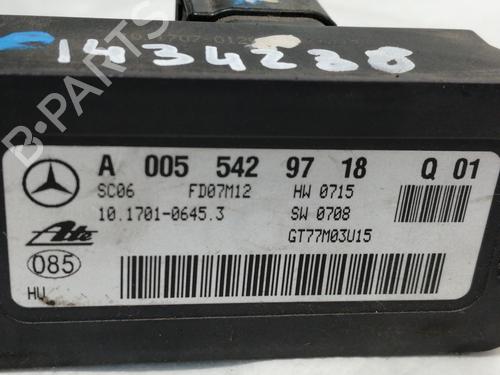 1434238
A 005 542 97 18 Q 01
SC06 FD07M12 HW 0715
10.1701-0645.3 SW 0708
Ate GT77M03U15
085
HU
B-PARTS